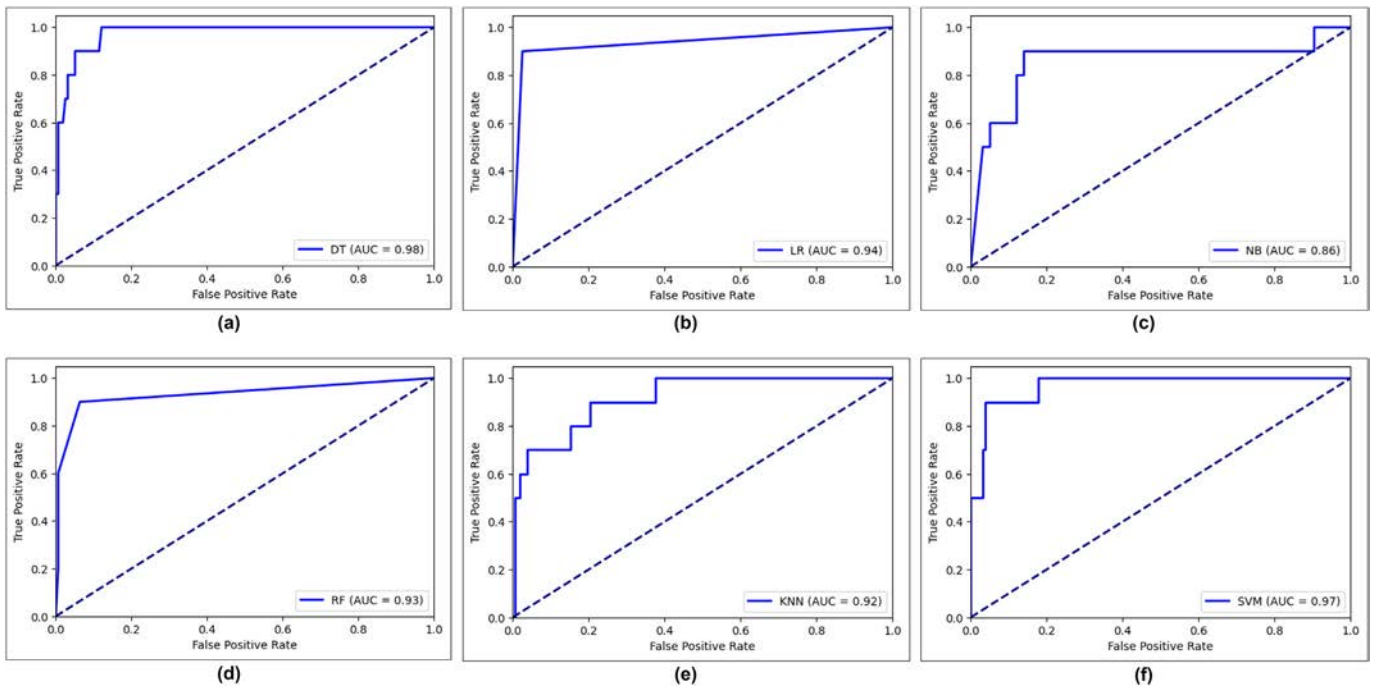 1.0
0.8
0.6
0.4
0.2
0.0
True Positive Rate
DT (AUC = 0.98)
0.0 0.2 0.4 0.6 0.8 1.0
False Positive Rate
(a)
1.0
0.8
0.6
0.4
0.2
0.0
True Positive Rate
LR (AUC = 0.94)
0.0 0.2 0.4 0.6 0.8 1.0
False Positive Rate
(b)
1.0
0.8
0.6
0.4
0.2
0.0
True Positive Rate
NB (AUC = 0.86)
0.0 0.2 0.4 0.6 0.8 1.0
False Positive Rate
(c)
1.0
0.8
0.6
0.4
0.2
0.0
True Positive Rate
RF (AUC = 0.93)
0.0 0.2 0.4 0.6 0.8 1.0
False Positive Rate
(d)
1.0
0.8
0.6
0.4
0.2
0.0
True Positive Rate
KNN (AUC = 0.92)
0.0 0.2 0.4 0.6 0.8 1.0
False Positive Rate
(e)
1.0
0.8
0.6
0.4
0.2
0.0
True Positive Rate
SVM (AUC = 0.97)
0.0 0.2 0.4 0.6 0.8 1.0
False Positive Rate
(f)